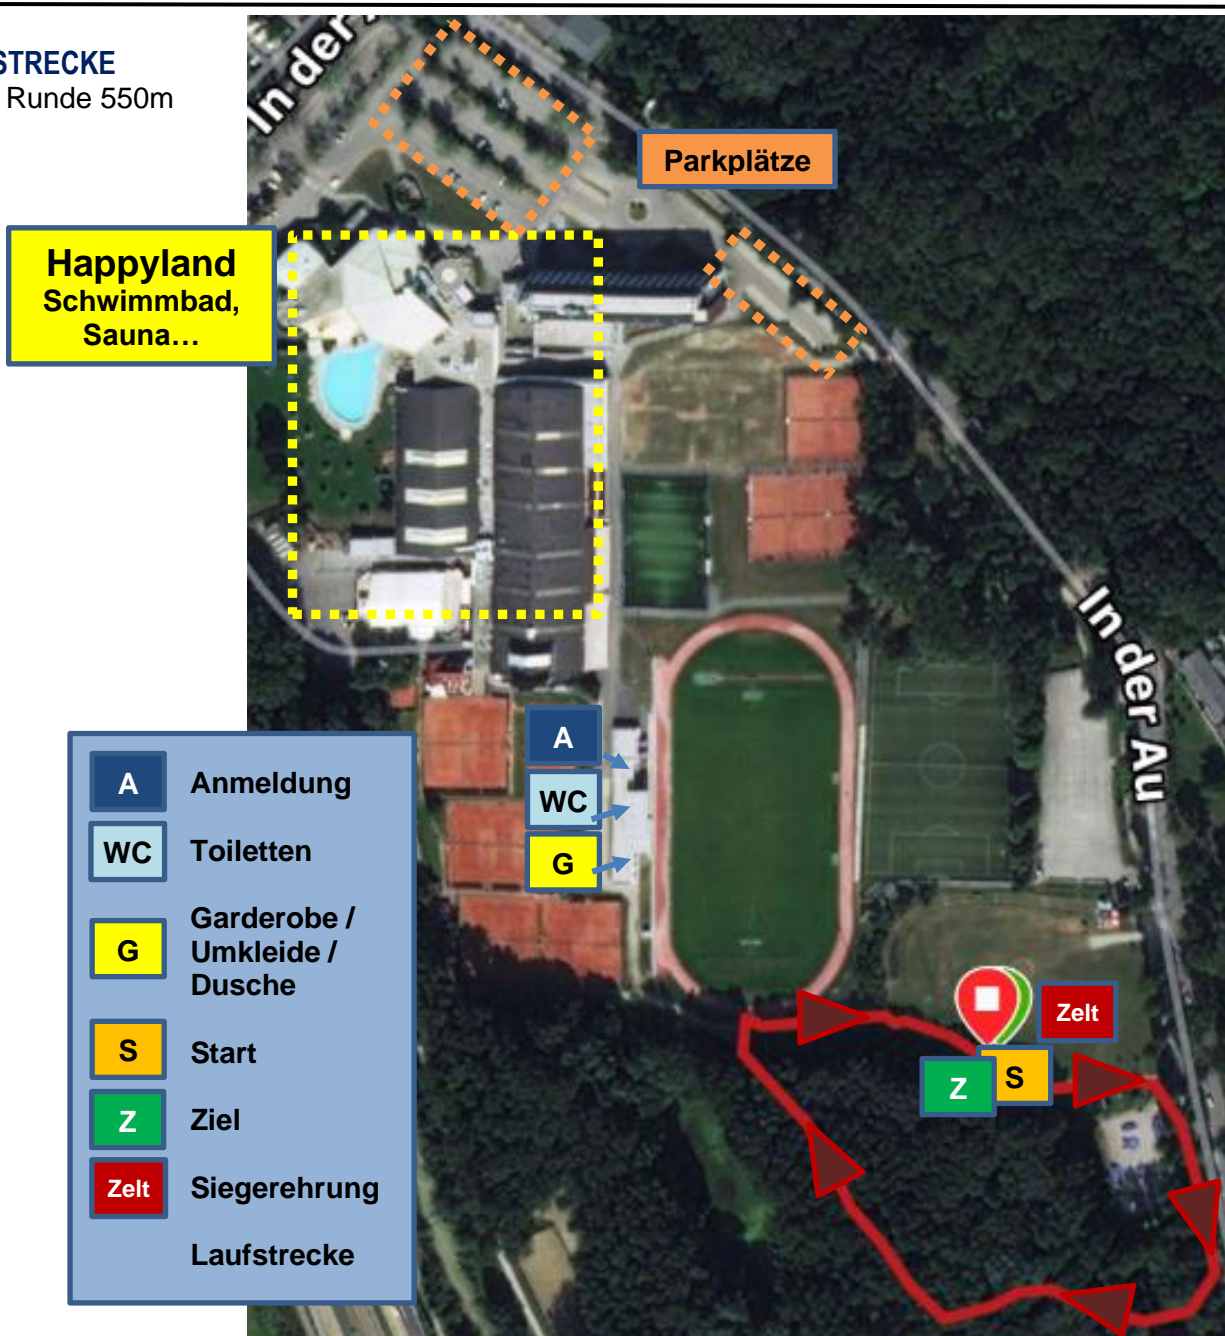 STRECKE
Runde 550m
In der
Parkplätze
Happyland
Schwimmbad,
Sauna…
In der Au
A
WC
G
A Anmeldung
WC Toiletten
G Garderobe /
Umkleide /
Dusche
S Start
Z Ziel
Zelt Siegerehrung
Laufstrecke
Zelt
S
Z